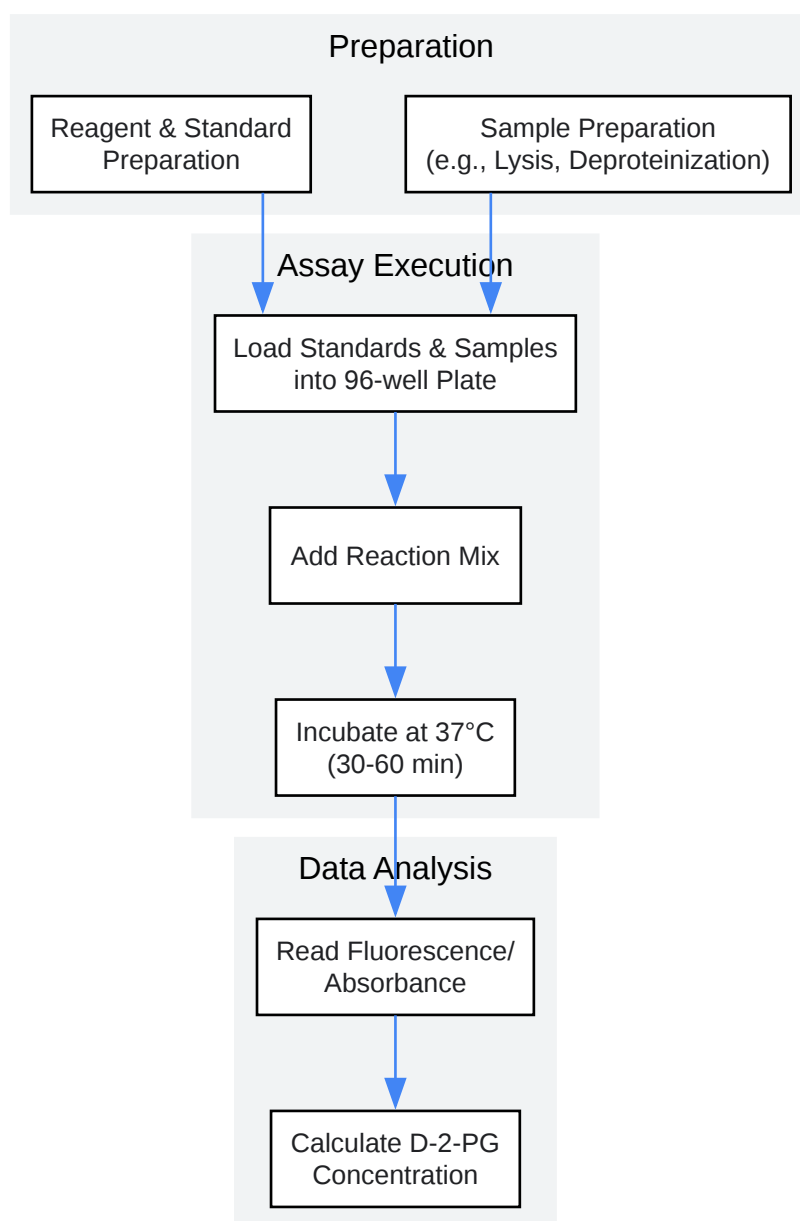 Preparation
Reagent & Standard
Preparation
Sample Preparation
(e.g., Lysis, Deproteinization)
Assay Execution
Load Standards & Samples
into 96-well Plate
Add Reaction Mix
Incubate at 37°C
(30-60 min)
Data Analysis
Read Fluorescence/
Absorbance
Calculate D-2-PG
Concentration